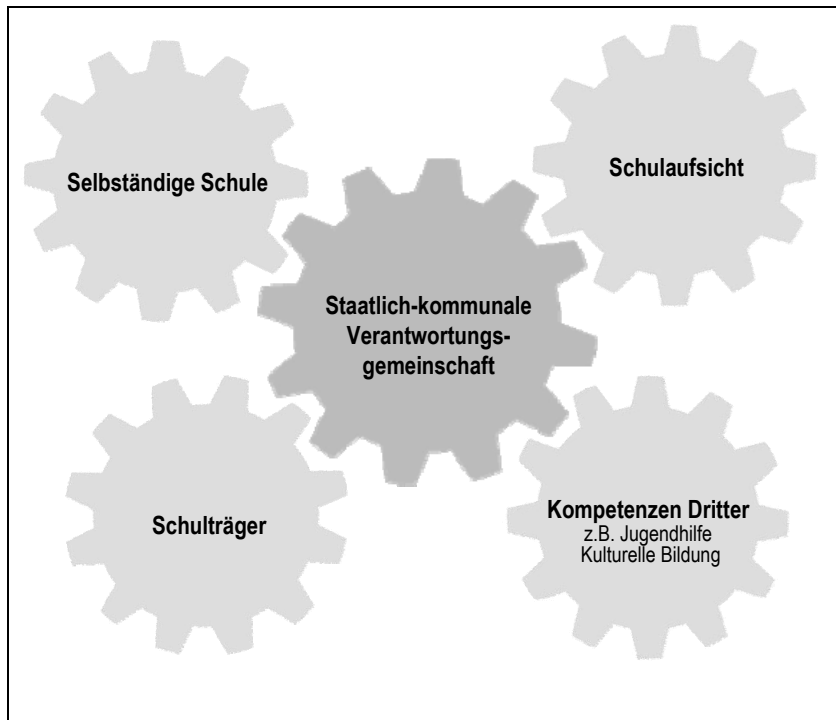 Selbständige Schule
Schulaufsicht
Staatlich-kommunale
Verantwortungs-
gemeinschaft
Schulträger
Kompetenzen Dritter
z.B. Jugendhilfe
Kulturelle Bildung